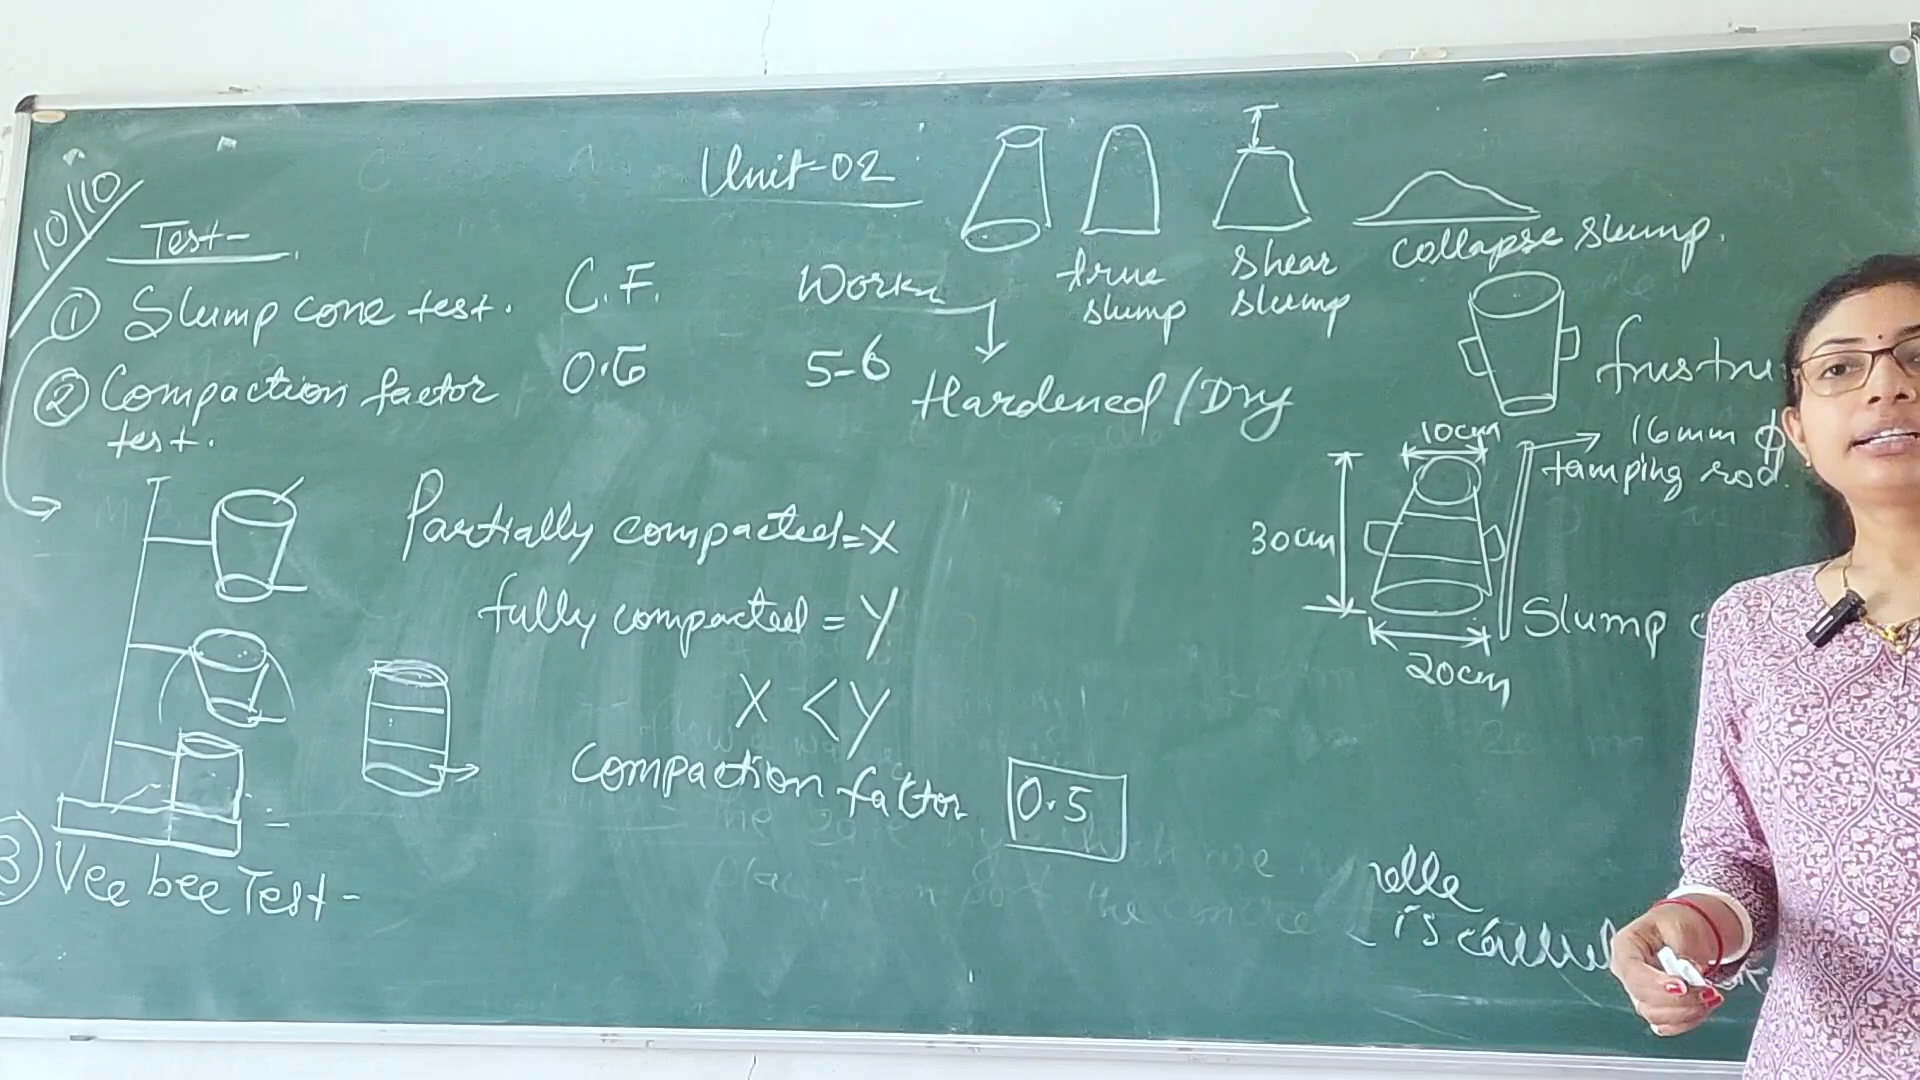 10/10
Unit-02
Test-
① Slump cone test.
② Compaction factor
test.
C.F.
0.6
5-6
Hardened/Dry
true
slump
shear
slump
collapse slump.
10cm
16mm ϕ
tamping rod.
30cm
20cm
Slump
Partially compacted=X
fully compacted = Y
X < Y
Compaction factor 0.5
③ Vee bee Test-
is